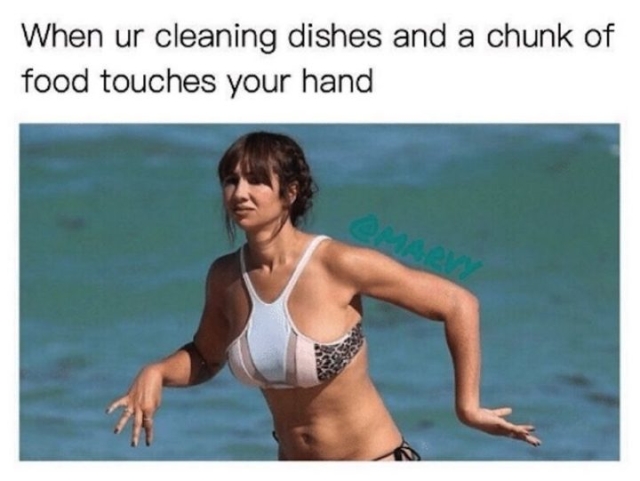 When ur cleaning dishes and a chunk of
food touches your hand
@MARVY